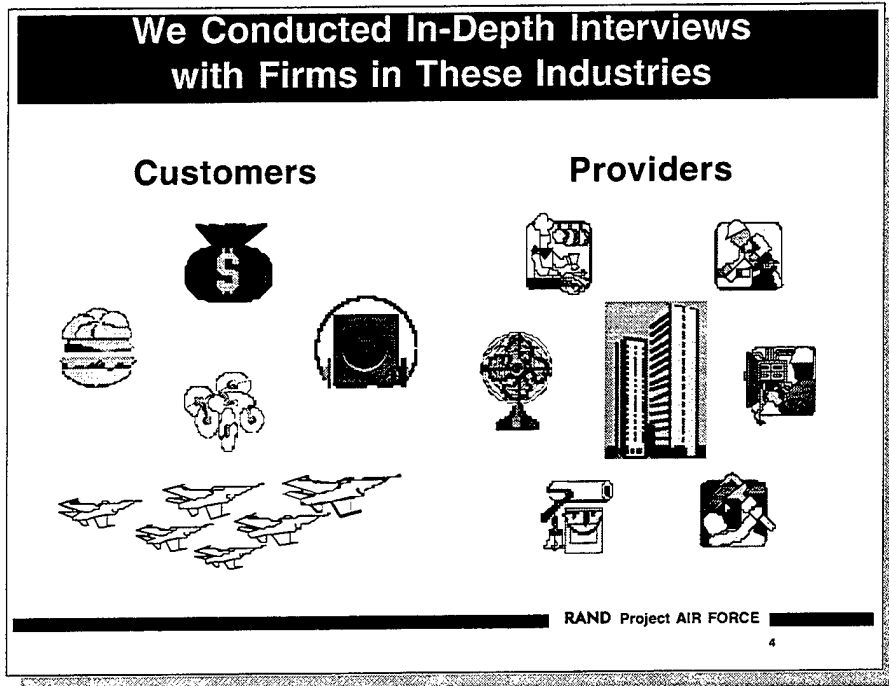 We Conducted In-Depth Interviews
with Firms in These Industries
Customers
Providers
$
RAND Project AIR FORCE
4